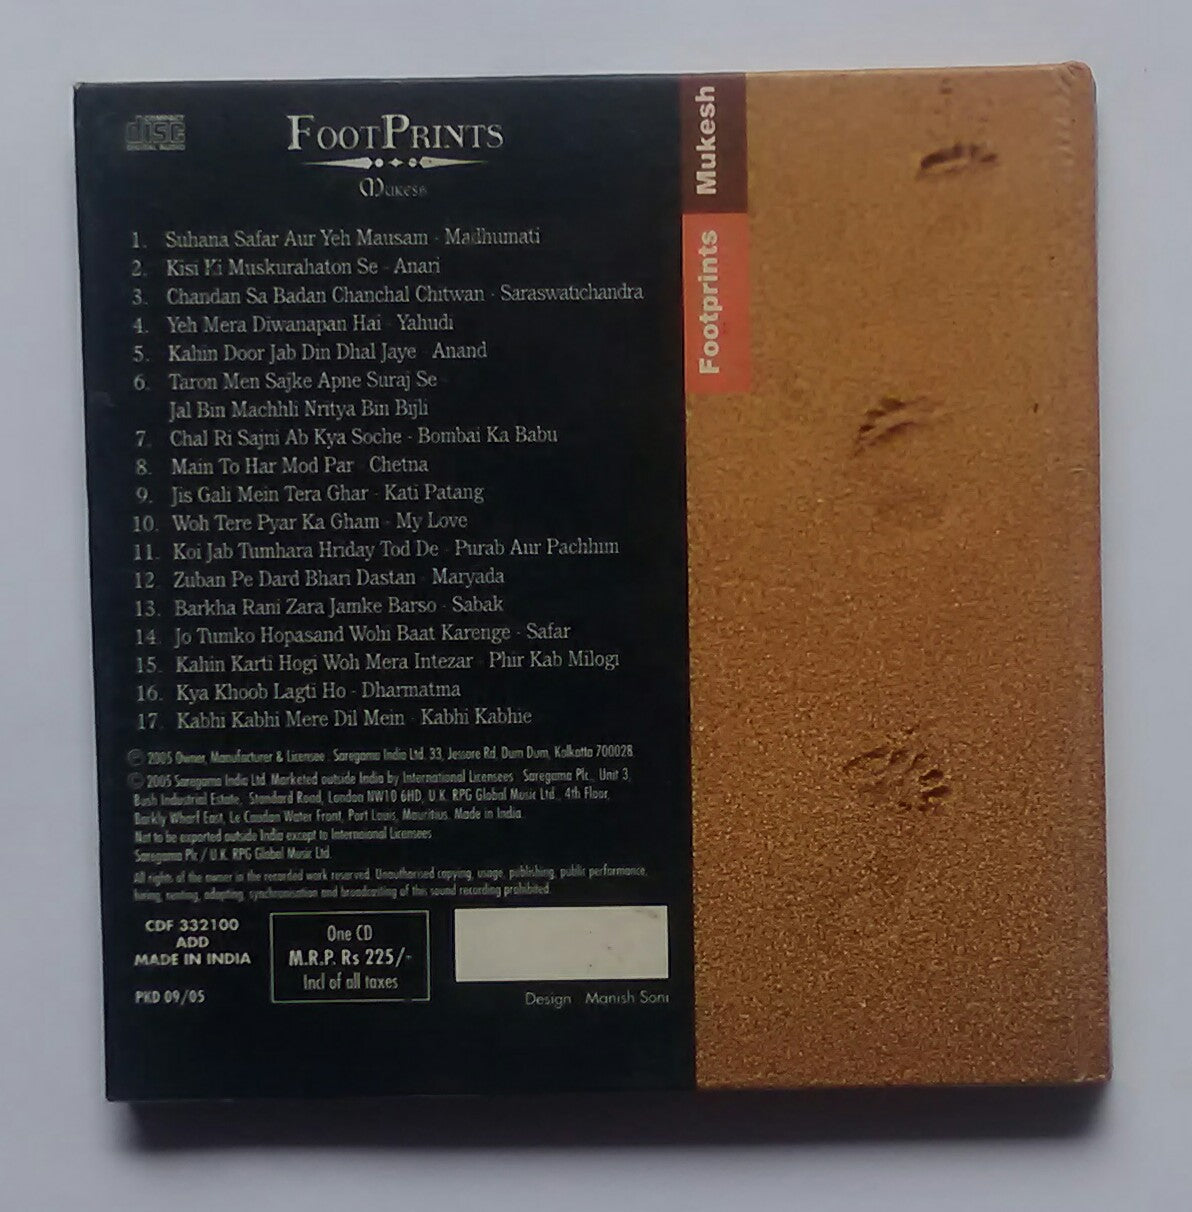 COMPACT
disc
DIGITAL AUDIO
FOOTPRINTS
Mukesh
1. Suhana Safar Aur Yeh Mausam - Madhumati
2. Kisi Ki Muskurahaton Se - Anari
3. Chandan Sa Badan Chanchal Chitwan - Saraswatichandra
4. Yeh Mera Diwanapan Hai - Yahudi
5. Kahin Door Jab Din Dhal Jaye - Anand
6. Taron Men Sajke Apne Suraj Se
Jal Bin Machhli Nritya Bin Bijli
7. Chal Ri Sajni Ab Kya Soche - Bombai Ka Babu
8. Main To Har Mod Par - Chetna
9. Jis Gali Mein Tera Ghar - Kati Patang
10. Woh Tere Pyar Ka Gham - My Love
11. Koi Jab Tumhara Hriday Tod De - Purab Aur Pachhim
12. Zuban Pe Dard Bhari Dastan - Maryada
13. Barkha Rani Zara Jamke Barso - Sabak
14. Jo Tumko Hopasand Wohi Baat Karenge - Safar
15. Kahin Karti Hogi Woh Mera Intezar - Phir Kab Milogi
16. Kya Khoob Lagti Ho - Dharmatma
17. Kabhi Kabhi Mere Dil Mein - Kabhi Kabhie
℗ 2005 Owner, Manufacturer & Licensee. Saregama India Ltd. 33, Jessore Rd, Dum Dum, Kolkatta 700028.
© 2005 Saregama India Ltd. Marketed outside India by International Licensees. Saregama Plc., Unit 3,
Bush Industrial Estate, Standard Road, London NW10 6HD, U.K. RPG Global Music Ltd., 4th Floor,
Barkly Wharf East, Le Caudan Water Front, Port Louis, Mauritius. Made in India.
Not to be exported outside India except to Internaional Licensees
Saregama Plc / U.K. RPG Global Music Ltd.
All rights of the owner in the recorded work reserved. Unauthorised copying, usage, publishing, public performance,
hiring, renting, adapting, synchronisation and broadcasting of this sound recording prohibited.
CDF 332100
ADD
MADE IN INDIA
PKD 09/05
One CD
M.R.P. Rs 225/-
Incl of all taxes
Design Manish Soni
Mukesh
Footprints